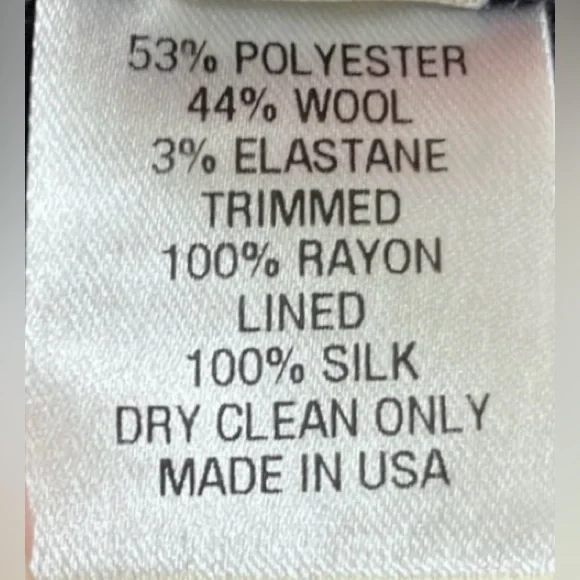 53% POLYESTER
44% WOOL
3% ELASTANE
TRIMMED
100% RAYON
LINED
100% SILK
DRY CLEAN ONLY
MADE IN USA